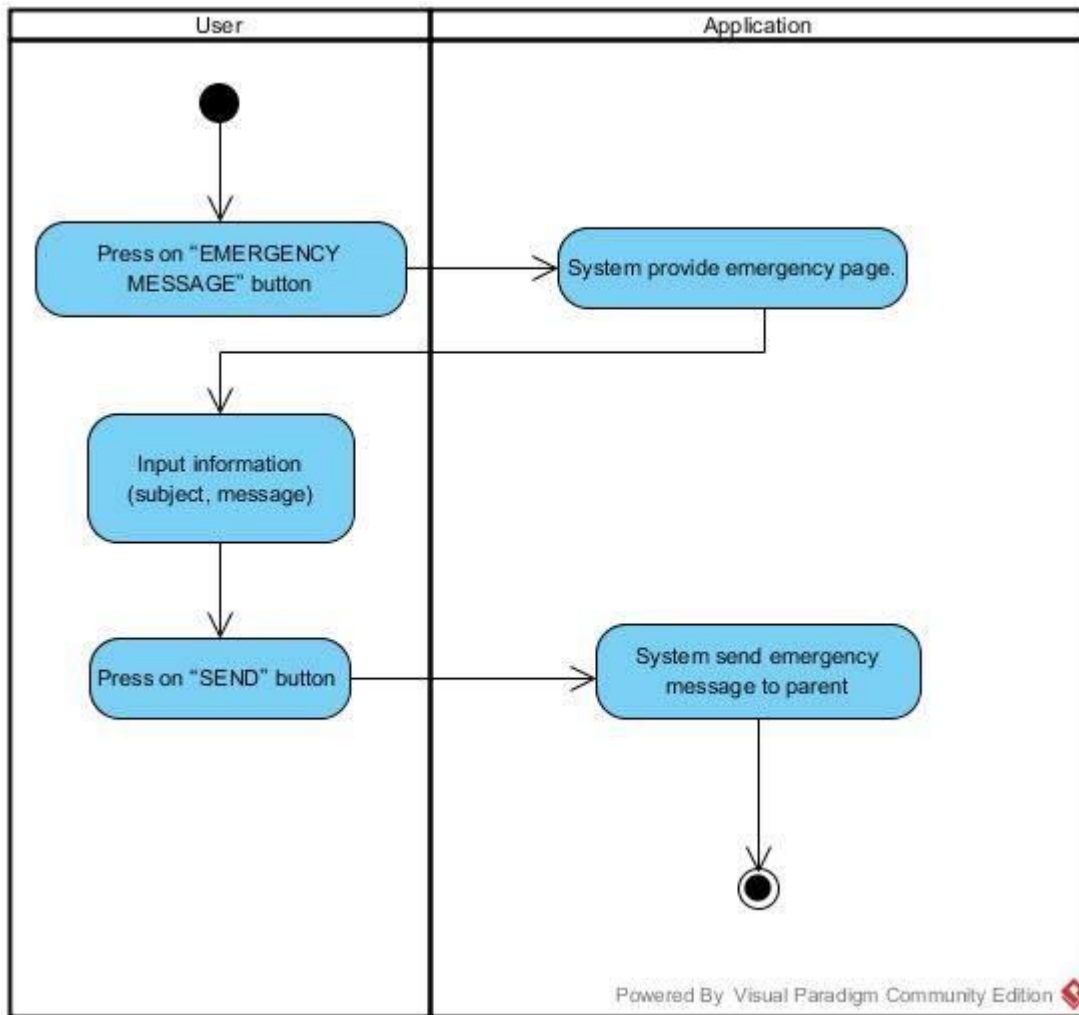 User
Application
Press on “EMERGENCY
MESSAGE” button
System provide emergency page.
Input information
(subject, message)
Press on “SEND” button
System send emergency
message to parent
Powered By Visual Paradigm Community Edition